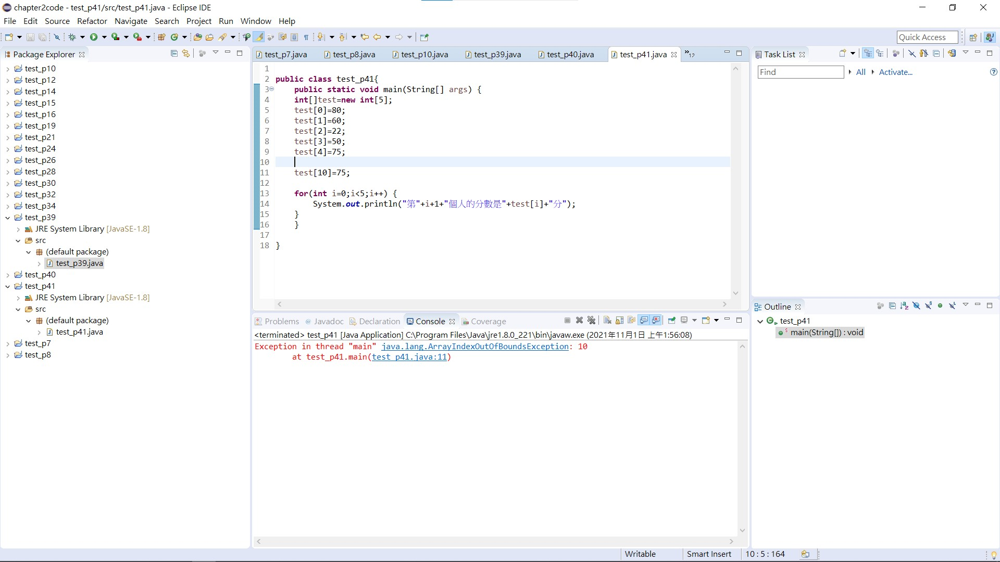 chapter2code - test_p41/src/test_p41.java - Eclipse IDE
File Edit Source Refactor Navigate Search Project Run Window Help
Quick Access
Package Explorer
test_p10
test_p12
test_p14
test_p15
test_p16
test_p19
test_p21
test_p24
test_p26
test_p28
test_p30
test_p32
test_p34
test_p39
JRE System Library [JavaSE-1.8]
src
(default package)
test_p39.java
test_p40
test_p41
JRE System Library [JavaSE-1.8]
src
(default package)
test_p41.java
test_p7
test_p8
test_p7.java test_p8.java test_p10.java test_p39.java test_p40.java test_p41.java »12
1
2 public class test_p41{
3 public static void main(String[] args) {
4 int[]test=new int[5];
5 test[0]=80;
6 test[1]=60;
7 test[2]=22;
8 test[3]=50;
9 test[4]=75;
10
11 test[10]=75;
12
13 for(int i=0;i<5;i++) {
14 System.out.println("第"+i+1+"個人的分數是"+test[i]+"分");
15 }
16 }
17
18 }
Problems Javadoc Declaration Console Coverage
<terminated> test_p41 [Java Application] C:\Program Files\Java\jre1.8.0_221\bin\javaw.exe (2021年11月1日 上午1:56:08)
Exception in thread "main" java.lang.ArrayIndexOutOfBoundsException: 10
at test_p41.main(test_p41.java:11)
Task List
Find All Activate...
Outline
test_p41
main(String[]) : void
Writable Smart Insert 10 : 5 : 164